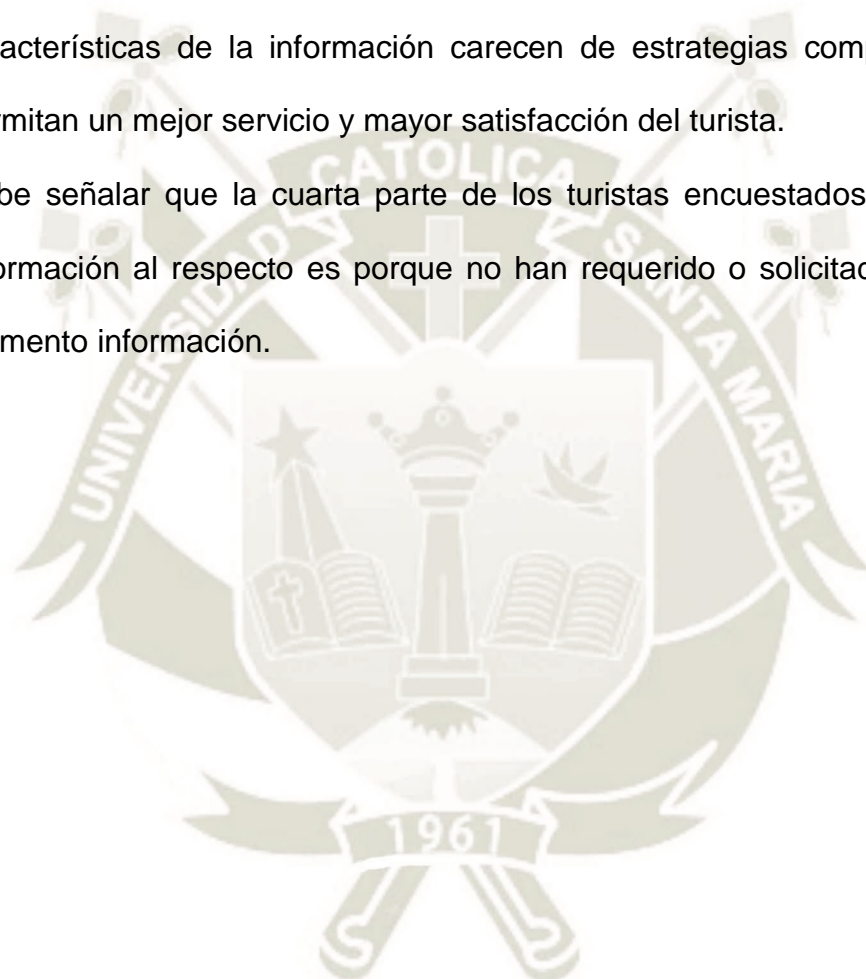 acterísticas de la información carecen de estrategias com
rmitan un mejor servicio y mayor satisfacción del turista.
be señalar que la cuarta parte de los turistas encuestados
ormación al respecto es porque no han requerido o solicitad
mento información.
UNIVERSIDAD CATOLICA SANTA MARIA
1961